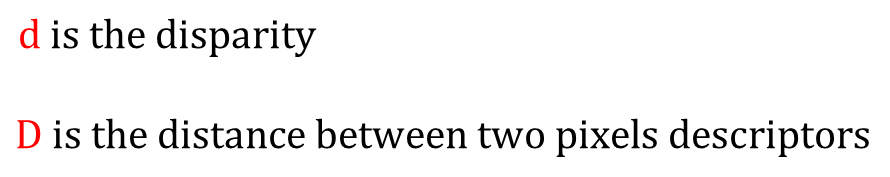 d is the disparity
D is the distance between two pixels descriptors